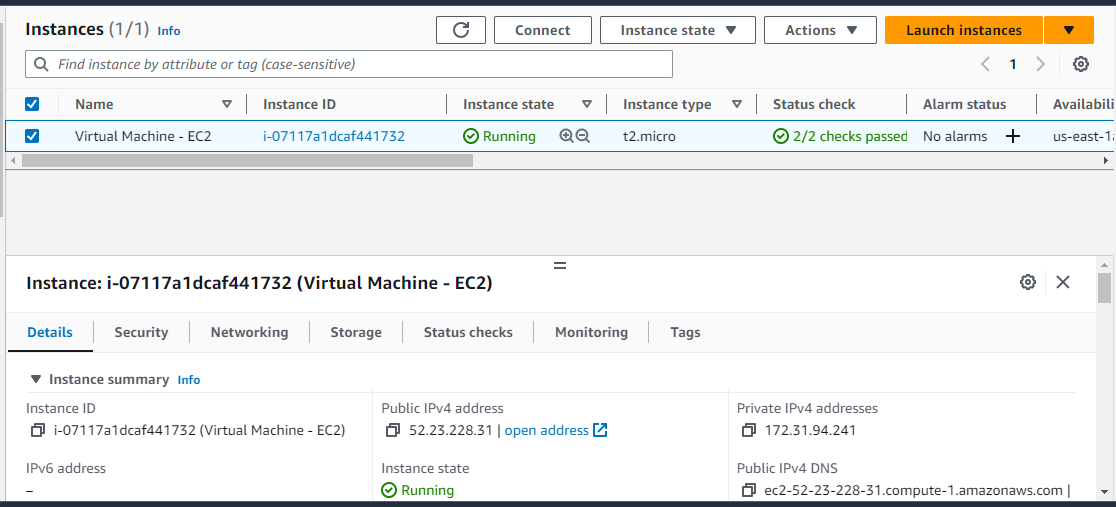 Instances (1/1) Info
Connect
Instance state
Actions
Launch instances
Find instance by attribute or tag (case-sensitive)
1
Name Instance ID Instance state Instance type Status check Alarm status Availabili
Virtual Machine - EC2 i-07117a1dcaf441732 Running t2.micro 2/2 checks passed No alarms + us-east-1a
Instance: i-07117a1dcaf441732 (Virtual Machine - EC2)
Details Security Networking Storage Status checks Monitoring Tags
Instance summary Info
Instance ID Public IPv4 address Private IPv4 addresses
i-07117a1dcaf441732 (Virtual Machine - EC2) 52.23.228.31 | open address 172.31.94.241
IPv6 address Instance state Public IPv4 DNS
– Running ec2-52-23-228-31.compute-1.amazonaws.com |